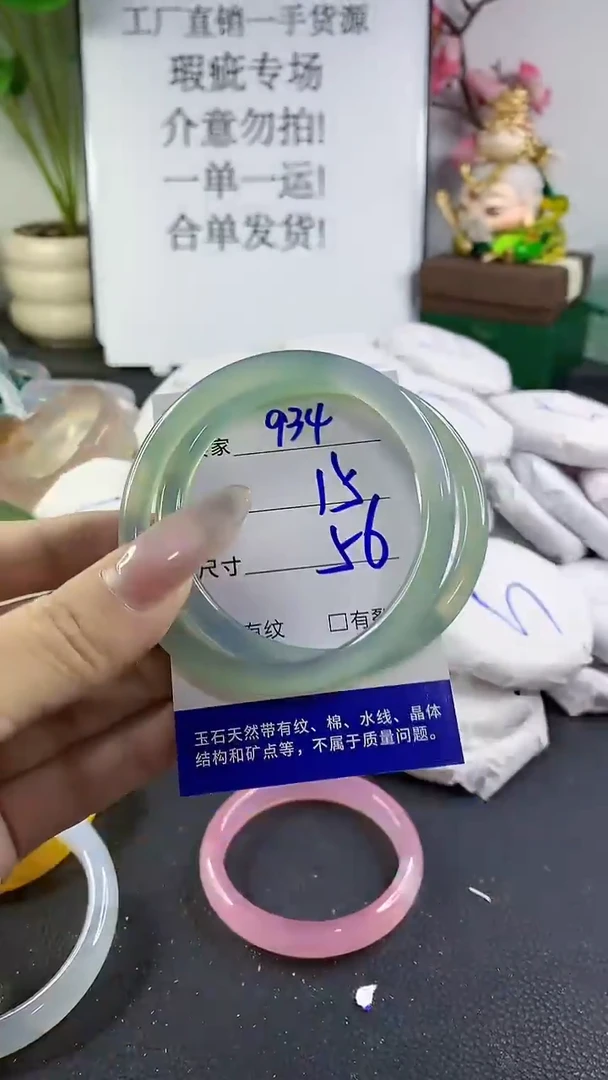 工厂直销一手货源
瑕疵专场
介意勿拍!
一单一运!
合单发货!
家 934
15
尺寸 56
有纹 □有裂
玉石天然带有纹、棉、水线、晶体
结构和矿点等，不属于质量问题。